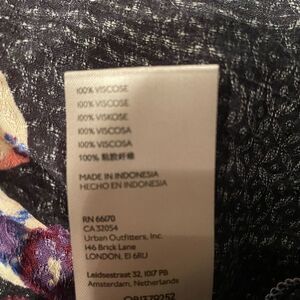 100% VISCOSE
100% VISCOSE
100% VISKOSE
100% VISCOSA
100% VISCOSA
100% 黏胶纤维
MADE IN INDONESIA
HECHO EN INDONESIA
RN 66170
CA 32054
Urban Outfitters, Inc.
146 Brick Lane
LONDON, E1 6RU
Leidsestraat 32, 1017 PB
Amsterdam, Netherlands